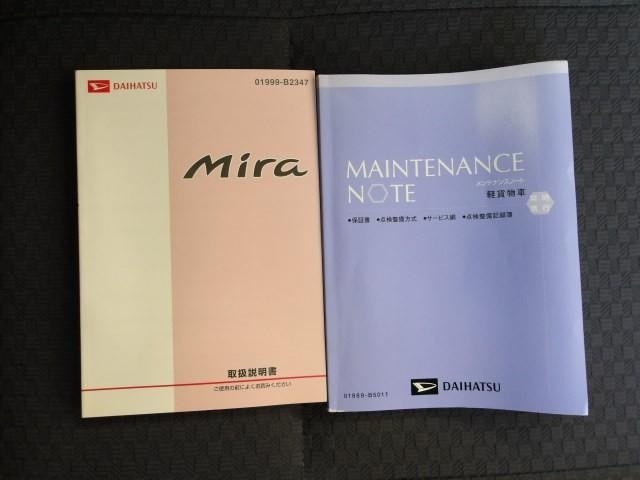 DAIHATSU
01999-B2347
Mira
取扱説明書
ご使用の前によくお読みください
MAINTENANCE
NOTE
メンテナンスノート
軽貨物車
●保証書 ●点検整備方式 ●サービス網 ●点検整備記録簿
DAIHATSU
01989-B5011